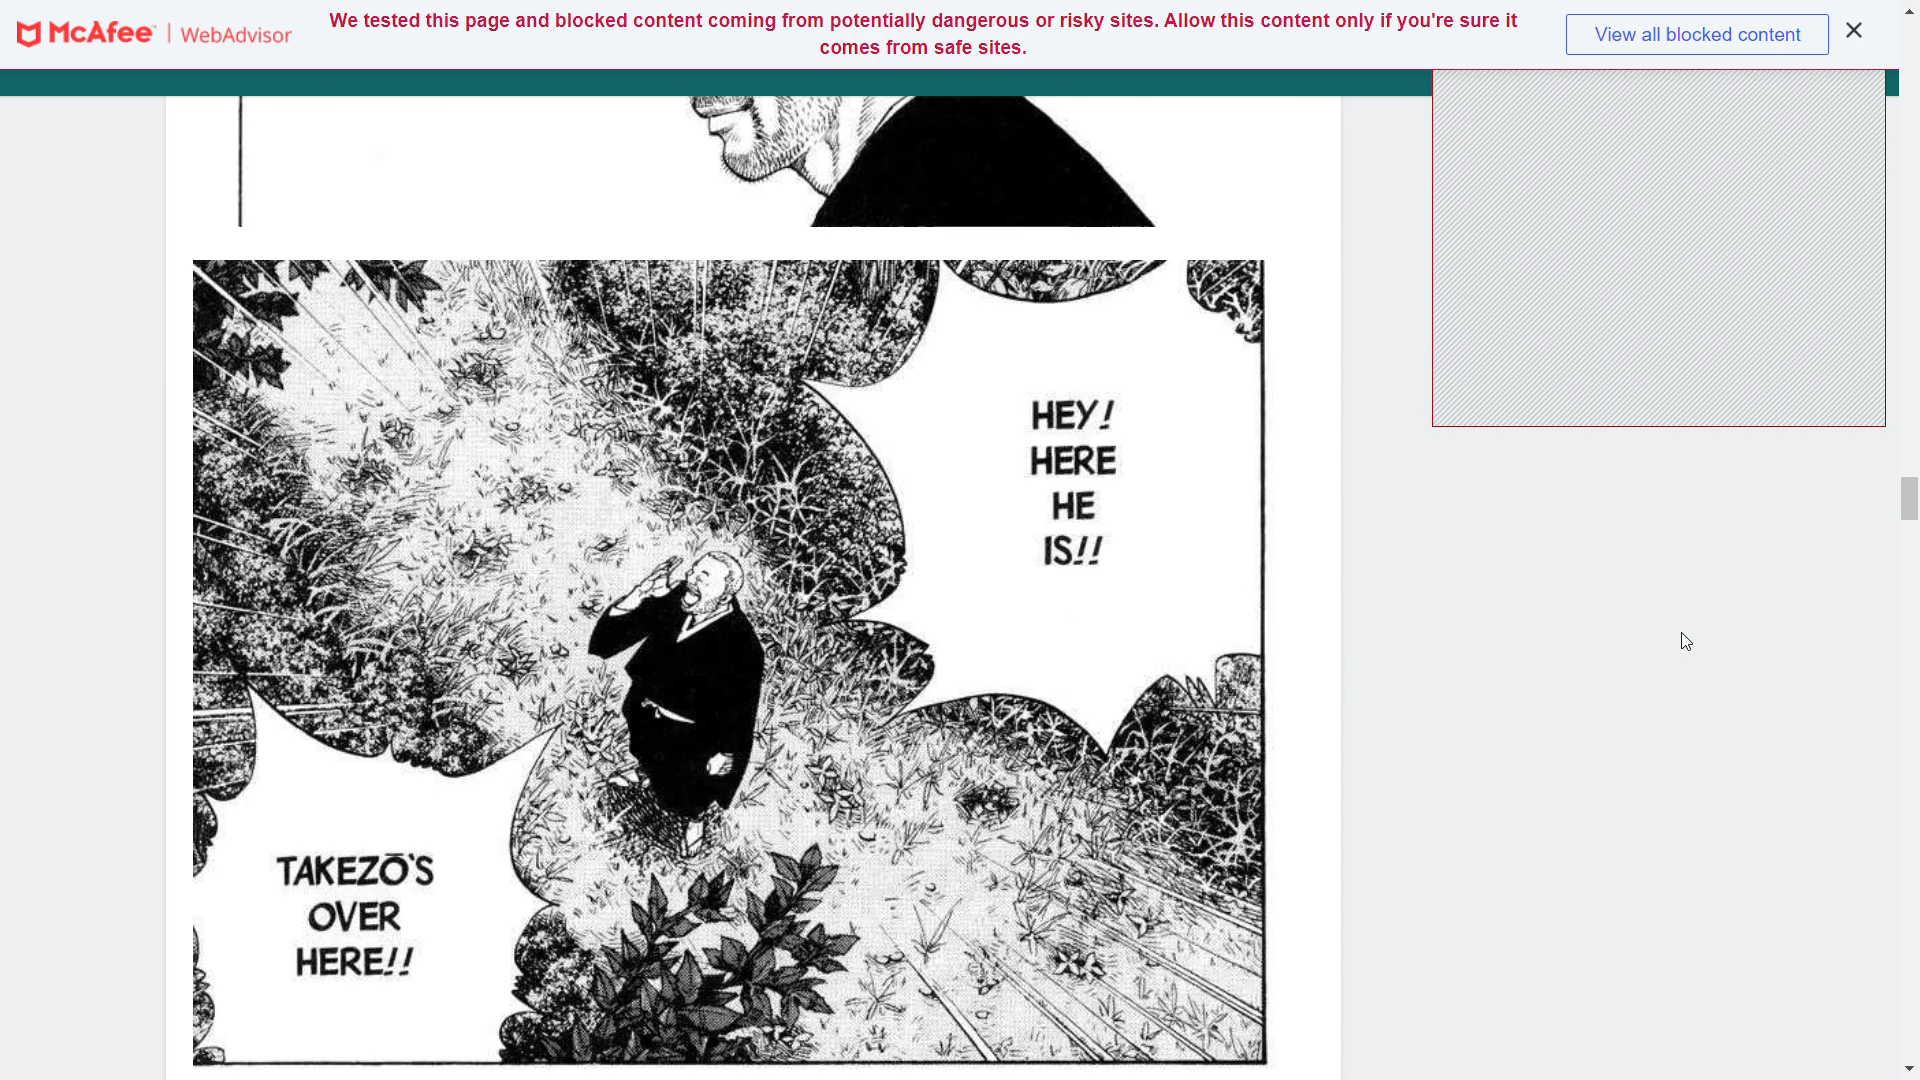 McAfee | WebAdvisor
We tested this page and blocked content coming from potentially dangerous or risky sites. Allow this content only if you're sure it
comes from safe sites.
View all blocked content
HEY!
HERE
HE
IS!!
TAKEZŌ'S
OVER
HERE!!